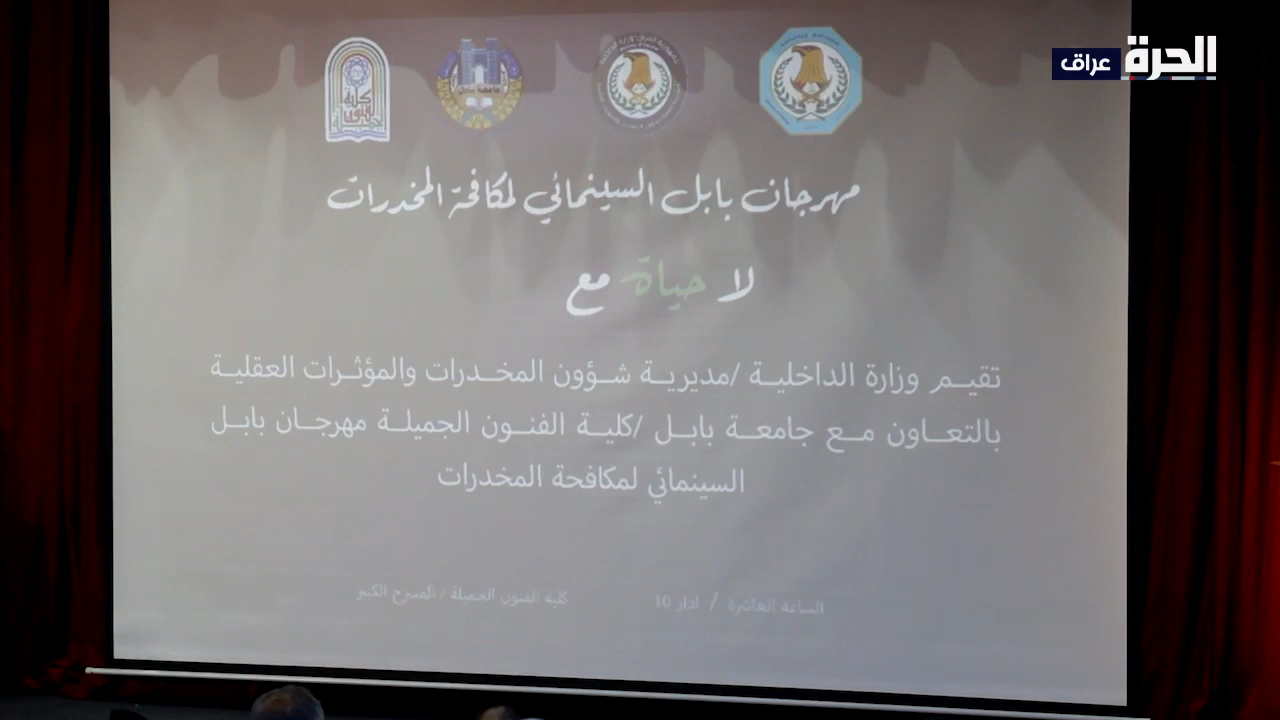 الحرة
عراق
مهرجان بابل السينمائي لمكافحة المخدرات
لا حياة مع
تقيم وزارة الداخلية /مديرية شؤون المخدرات والمؤثرات العقلية
بالتعاون مع جامعة بابل /كلية الفنون الجميلة مهرجان بابل
السينمائي لمكافحة المخدرات
الساعة العاشرة / اذار 10
كلية الفنون الجميلة / المسرح الكبير